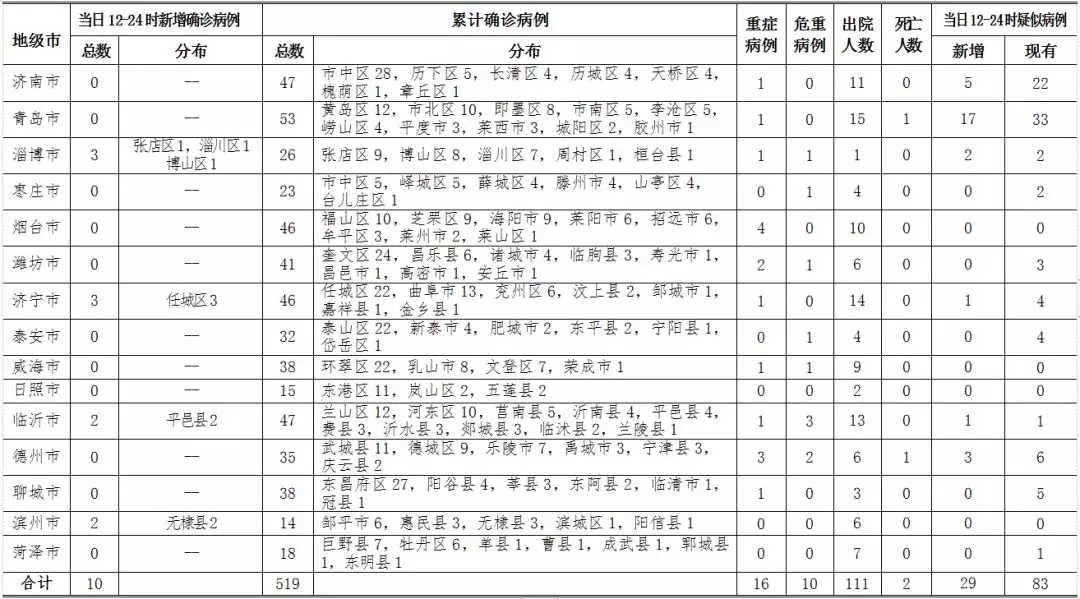 地级市 当日12-24时新增确诊病例 累计确诊病例 重症病例 危重病例 出院人数 死亡人数 当日12-24时疑似病例
总数 分布 总数 分布 新增 现有
济南市 0 — 47 市中区28，历下区5，长清区4，历城区4，天桥区4， 1 0 11 0 5 22
槐荫区1，章丘区1
青岛市 0 — 53 黄岛区12，市北区10，即墨区8，市南区5，李沧区5， 1 0 15 1 17 33
崂山区4，平度市3，莱西市3，城阳区2，胶州市1
淄博市 3 张店区1，淄川区1 26 张店区9，博山区8，淄川区7，周村区1，桓台县1 1 1 1 0 2 2
博山区1
枣庄市 0 — 23 市中区5，峄城区5，薛城区4，滕州市4，山亭区4， 0 1 4 0 0 2
台儿庄区1
烟台市 0 — 46 福山区10，芝罘区9，海阳市9，莱阳市6，招远市6， 4 0 10 0 0 0
牟平区3，莱州市2，莱山区1
潍坊市 0 — 41 奎文区24，昌乐县6，诸城市4，临朐县3，寿光市1， 2 1 6 0 0 3
昌邑市1，高密市1，安丘市1
济宁市 3 任城区3 46 任城区22，曲阜市13，兖州区6，汶上县2，邹城市1， 1 0 14 0 1 4
嘉祥县1，金乡县1
泰安市 0 — 32 泰山区22，新泰市4，肥城市2，东平县2，宁阳县1， 0 1 4 0 0 4
岱岳区1
威海市 0 — 38 环翠区22，乳山市8，文登区7，荣成市1 1 1 9 0 0 0
日照市 0 — 15 东港区11，岚山区2，五莲县2 0 0 2 0 0 0
临沂市 2 平邑县2 47 兰山区12，河东区10，莒南县5，沂南县4，平邑县4， 1 3 13 0 1 1
费县3，沂水县3，郯城县3，临沭县2，兰陵县1
德州市 0 — 35 武城县11，德城区9，乐陵市7，禹城市3，宁津县3， 3 2 6 1 3 6
庆云县2
聊城市 0 — 38 东昌府区27，阳谷县4，莘县3，东阿县2，临清市1， 1 0 3 0 0 5
冠县1
滨州市 2 无棣县2 14 邹平市6，惠民县3，无棣县3，滨城区1，阳信县1 0 0 6 0 0 0
菏泽市 0 — 18 巨野县7，牡丹区6，单县1，曹县1，成武县1，郓城县 0 0 7 0 0 1
1，东明县1
合计 10 519 16 10 111 2 29 83